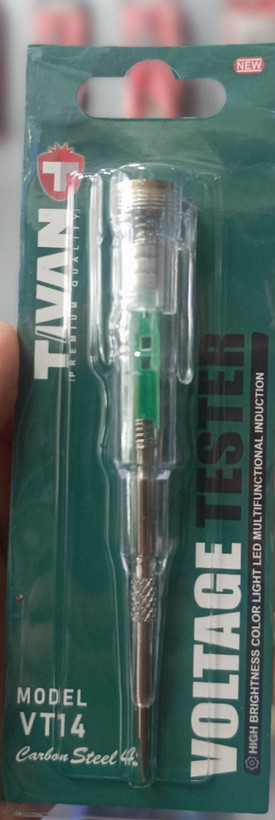 NEW
TIVAN
PREMIUM QUALITY
VOLTAGE TESTER
HIGH BRIGHTNESS COLOR LIGHT LED MULTIFUNCTIONAL INDUCTION
MODEL
VT14
Carbon Steel